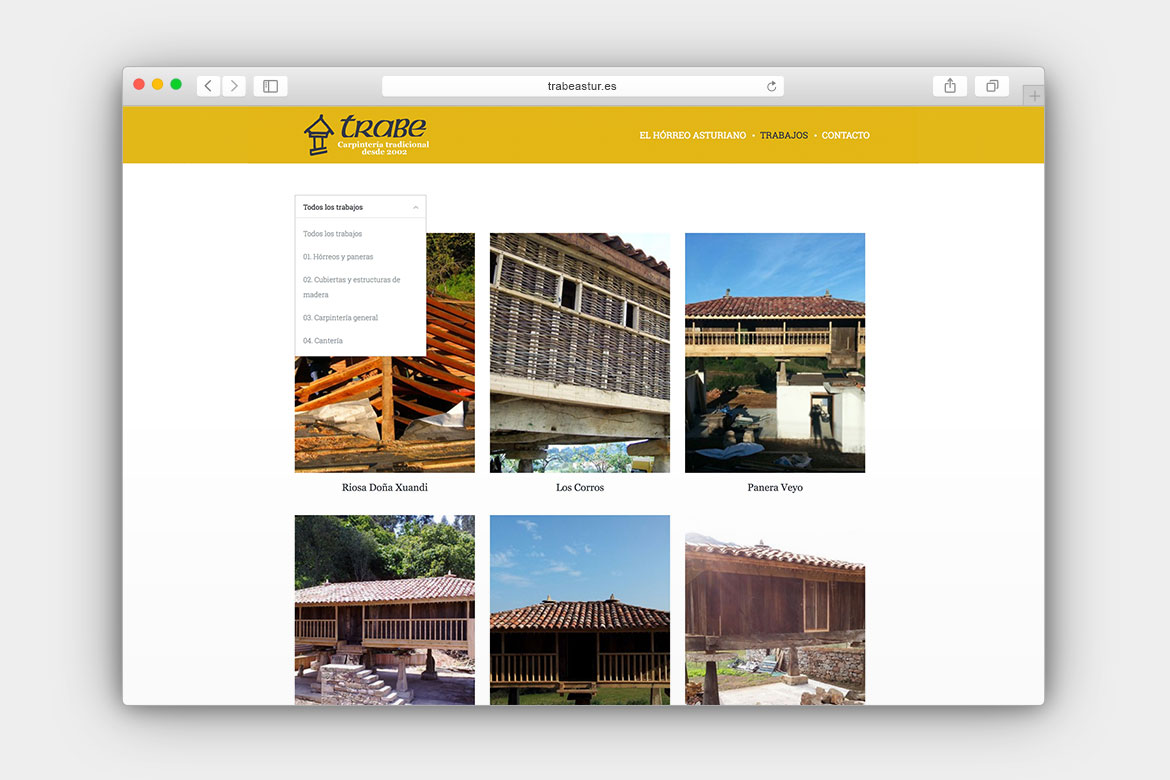 trabeastur.es
trabe
Carpintería tradicional
desde 2002
EL HÓRREO ASTURIANO • TRABAJOS • CONTACTO
Todos los trabajos
Todos los trabajos
01. Hórreos y paneras
02. Cubiertas y estructuras de
madera
03. Carpintería general
04. Cantería
Riosa Doña Xuandi
Los Corros
Panera Veyo